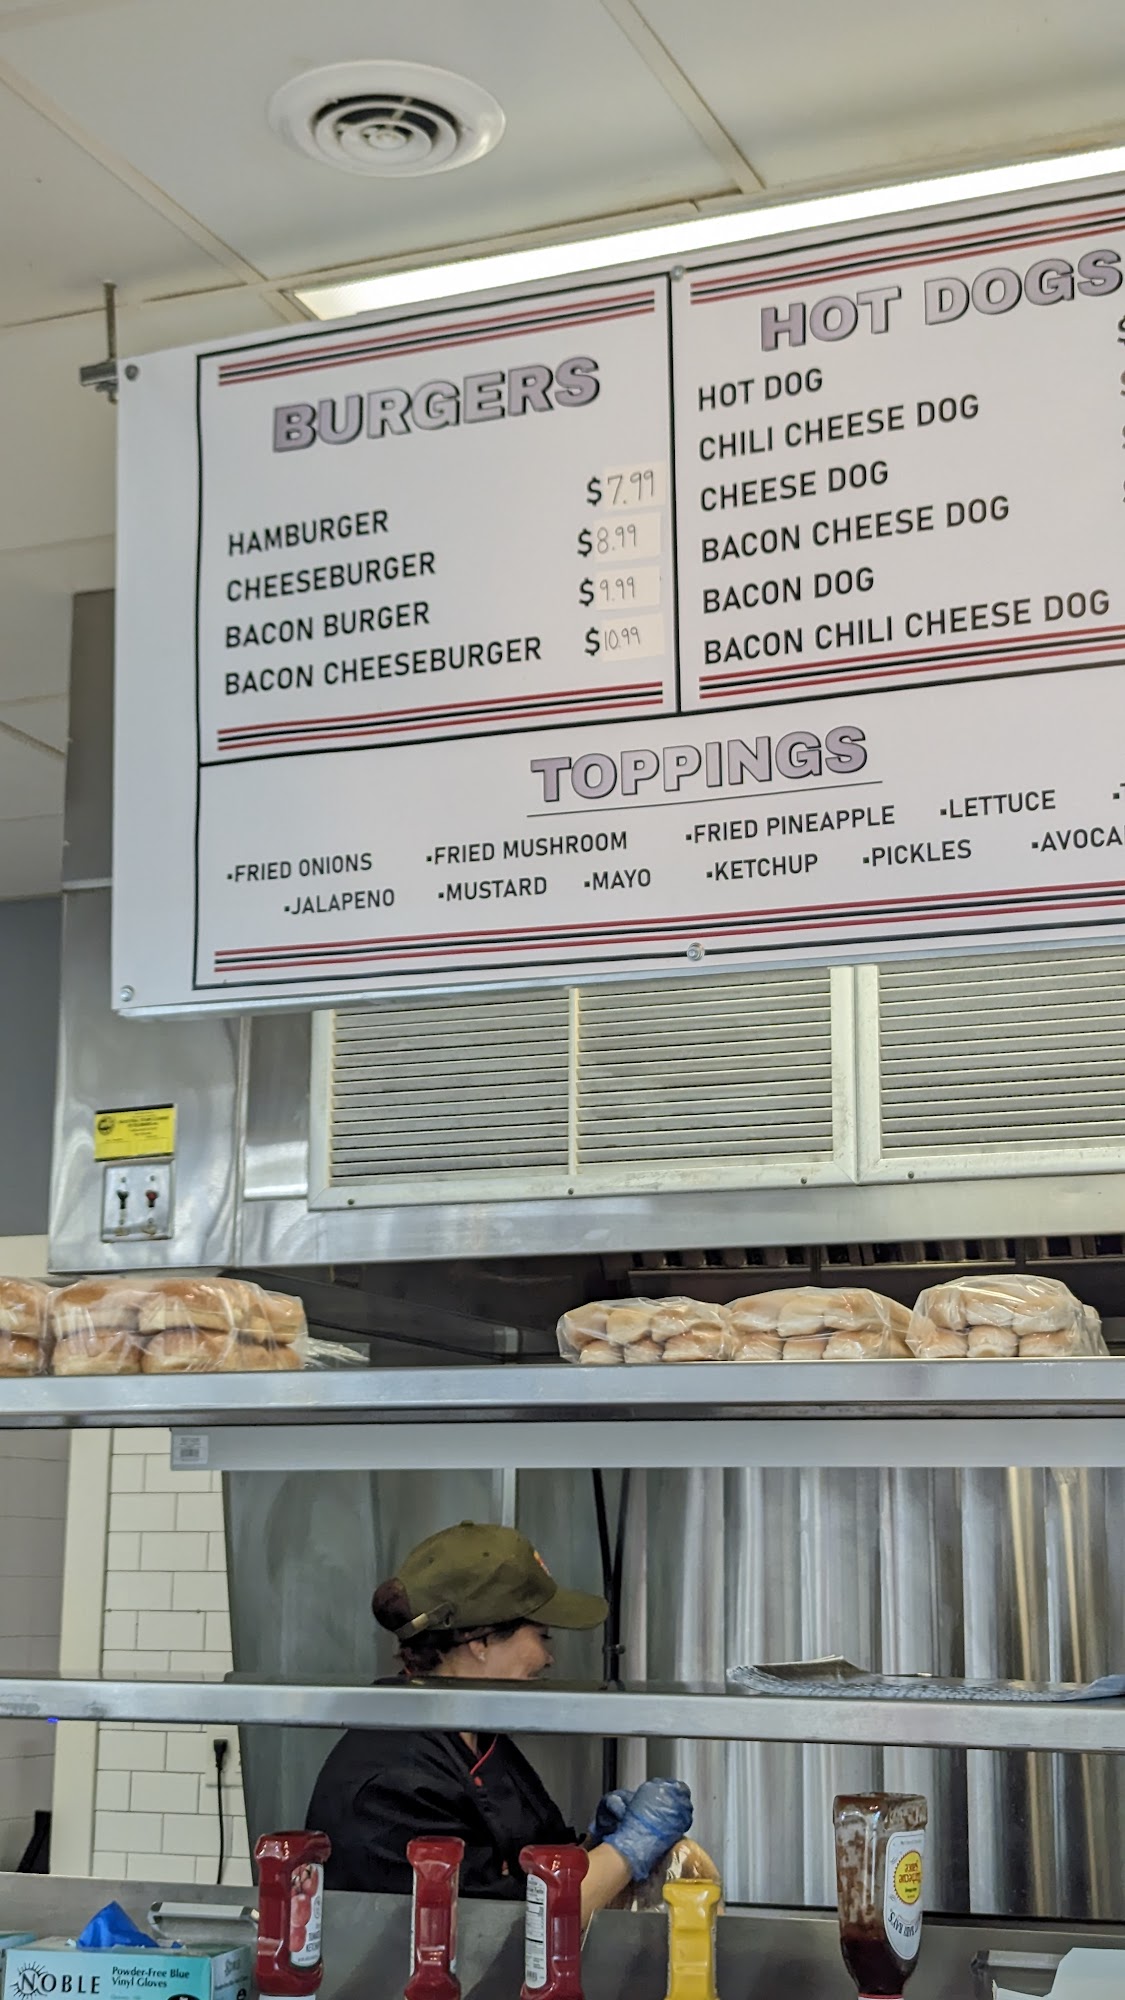 BURGERS
HAMBURGER $7.99
CHEESEBURGER $8.99
BACON BURGER $9.99
BACON CHEESEBURGER $10.99
HOT DOGS
HOT DOG
CHILI CHEESE DOG
CHEESE DOG
BACON CHEESE DOG
BACON DOG
BACON CHILI CHEESE DOG
TOPPINGS
▪FRIED ONIONS ▪FRIED MUSHROOM ▪FRIED PINEAPPLE ▪LETTUCE
▪JALAPENO ▪MUSTARD ▪MAYO ▪KETCHUP ▪PICKLES ▪AVOCA
NOBLE
Powder-Free Blue
Vinyl Gloves